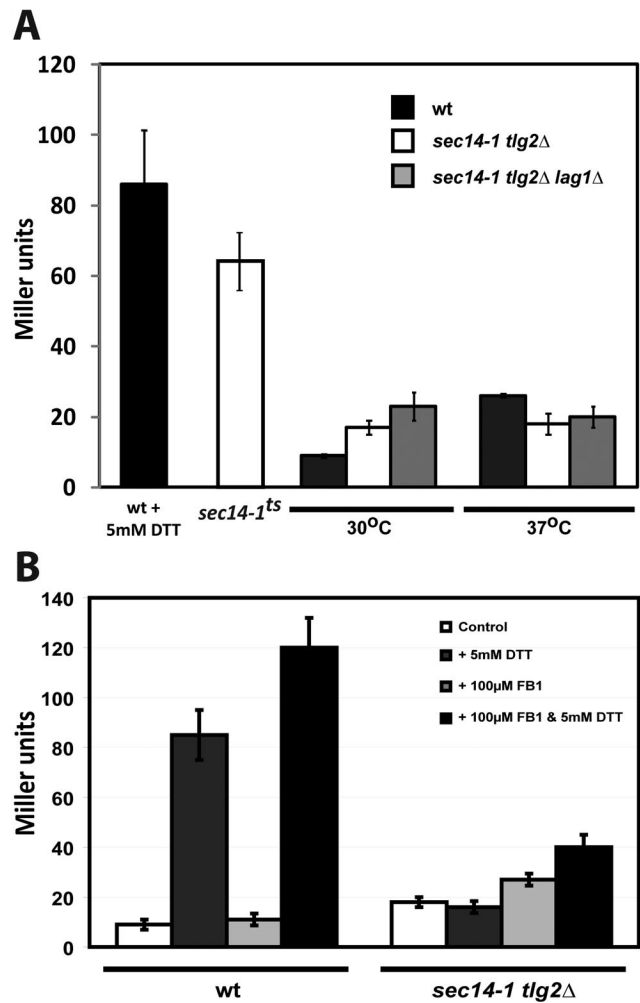 A
120
100
80
60
40
20
0
Miller units
wt
sec14-1 tlg2Δ
sec14-1 tlg2Δ lag1Δ
wt +
5mM DTT
sec14-1ts
30ºC
37ºC
B
140
120
100
80
60
40
20
0
Miller units
Control
+ 5mM DTT
+ 100µM FB1
+ 100µM FB1 & 5mM DTT
wt
sec14-1 tlg2Δ